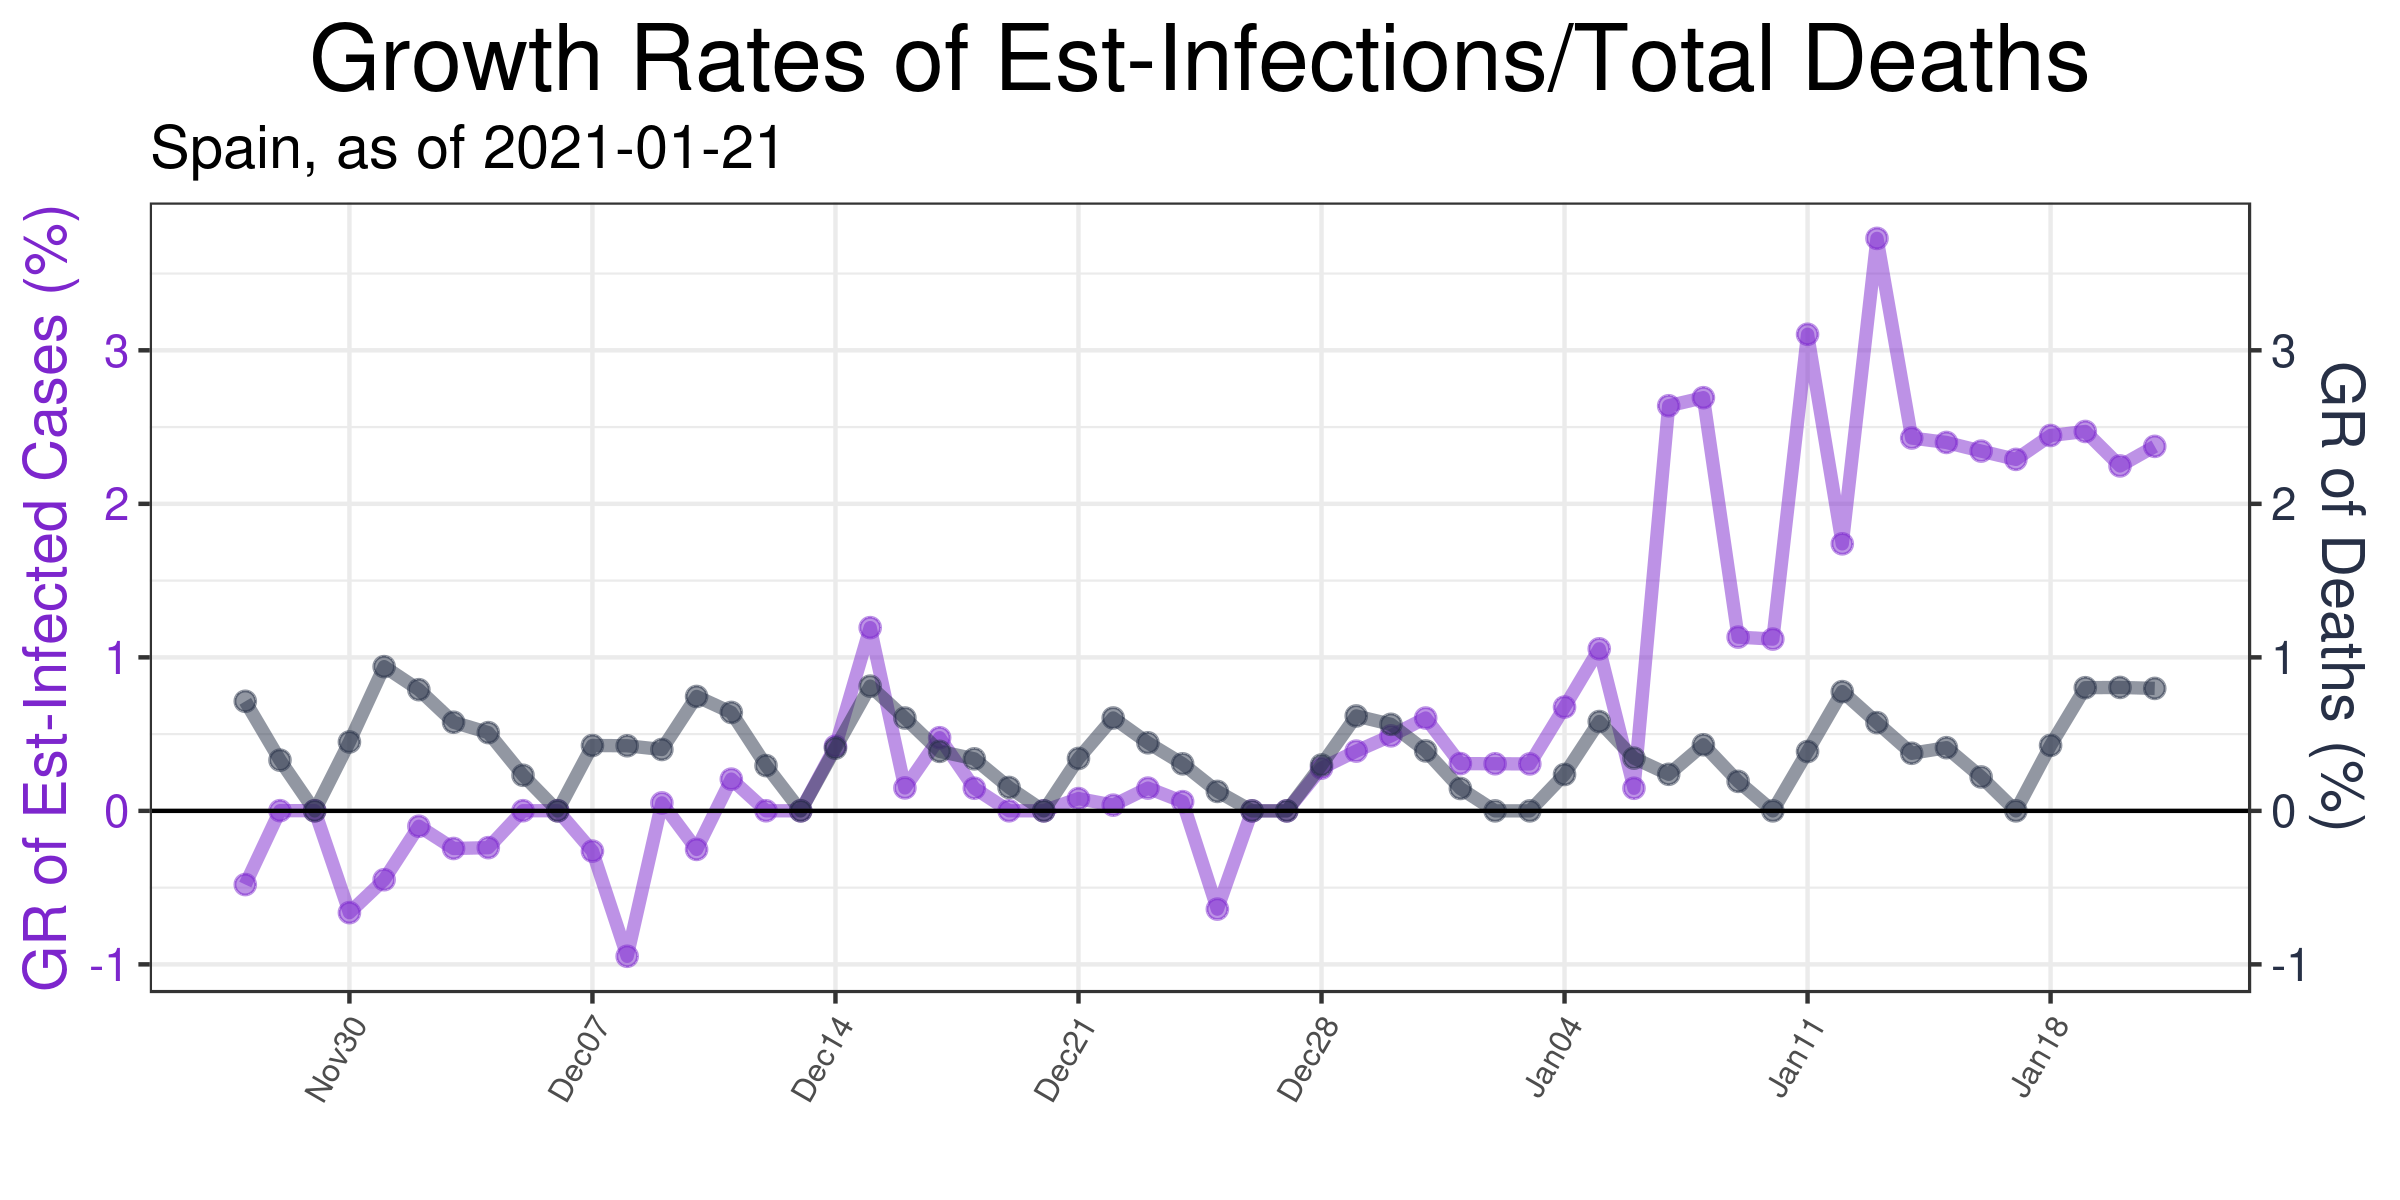 Growth Rates of Est-Infections/Total Deaths
Spain, as of 2021-01-21
GR of Est-Infected Cases (%)
3
2
1
0
-1
3
2
1
0
-1
GR of Deaths (%)
Nov30
Dec07
Dec14
Dec21
Dec28
Jan04
Jan11
Jan18